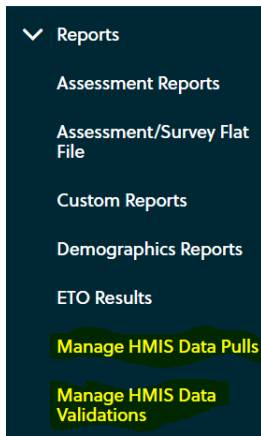 Reports
Assessment Reports
Assessment/Survey Flat
File
Custom Reports
Demographics Reports
ETO Results
Manage HMIS Data Pulls
Manage HMIS Data
Validations